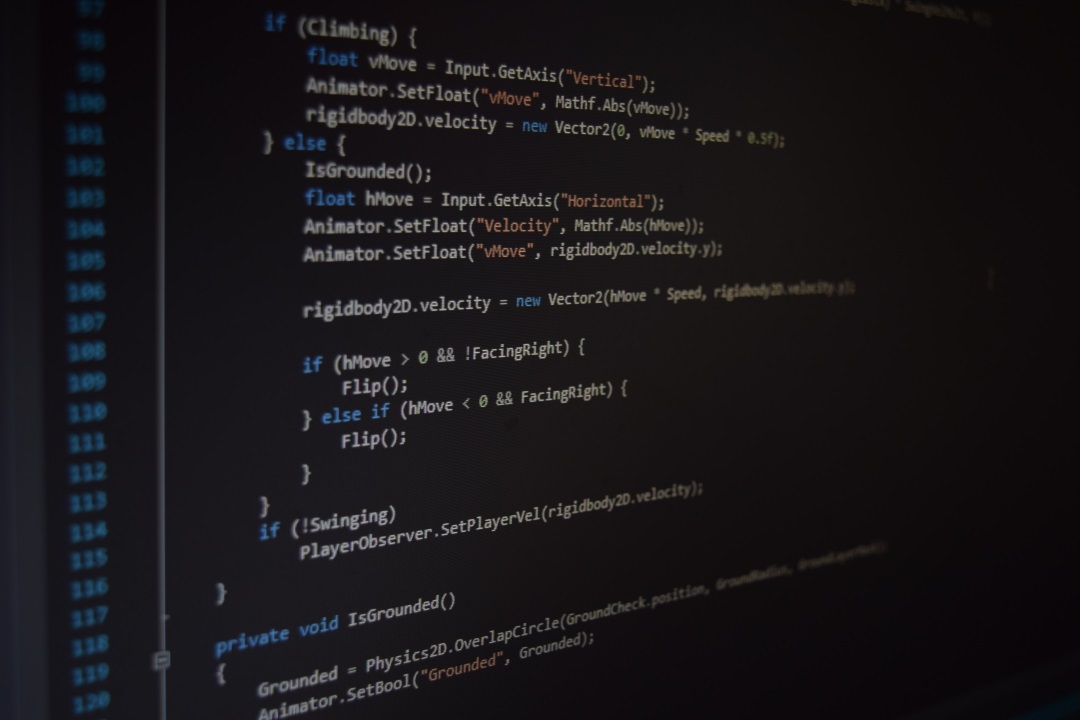 97
98 if (Climbing) {
99 float vMove = Input.GetAxis("Vertical");
100 Animator.SetFloat("vMove", Mathf.Abs(vMove));
101 rigidbody2D.velocity = new Vector2(0, vMove * Speed * 0.5f);
102 } else {
103 IsGrounded();
104 float hMove = Input.GetAxis("Horizontal");
105 Animator.SetFloat("Velocity", Mathf.Abs(hMove));
106 Animator.SetFloat("vMove", rigidbody2D.velocity.y);
107
108 rigidbody2D.velocity = new Vector2(hMove * Speed, rigidbody2D.velocity.y);
109
110 if (hMove > 0 && !FacingRight) {
111 Flip();
112 } else if (hMove < 0 && FacingRight) {
113 Flip();
114 }
115 }
116 if (!Swinging)
117 PlayerObserver.SetPlayerVel(rigidbody2D.velocity);
118 }
119 private void IsGrounded()
120 {
Grounded = Physics2D.OverlapCircle(GroundCheck.position, GroundRadius,
Animator.SetBool("Grounded", Grounded);